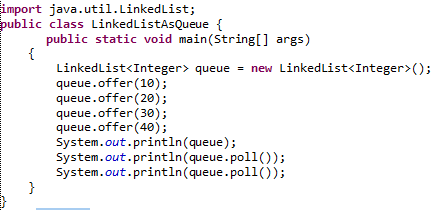 import java.util.LinkedList;
public class LinkedListAsQueue {
public static void main(String[] args)
{
LinkedList<Integer> queue = new LinkedList<Integer>();
queue.offer(10);
queue.offer(20);
queue.offer(30);
queue.offer(40);
System.out.println(queue);
System.out.println(queue.poll());
System.out.println(queue.poll());
}
}